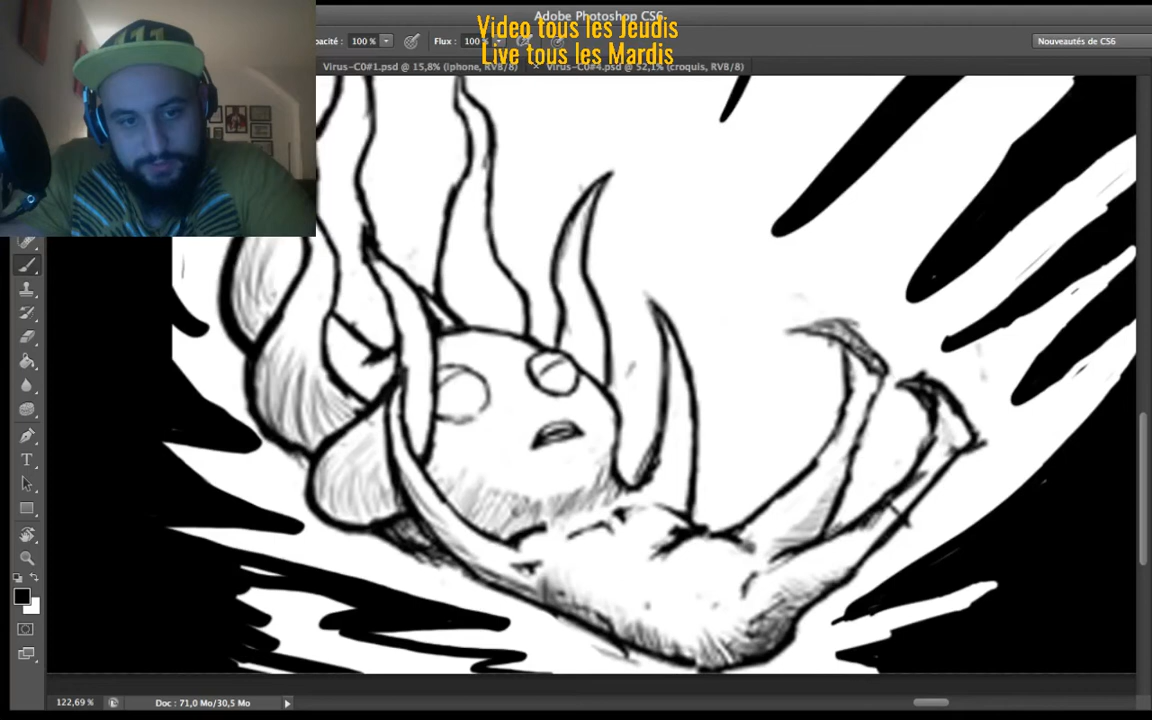 Adobe Photoshop CS6
Video tous les Jeudis
Live tous les Mardis
pacité : 100 % Flux : 100 % Nouveautés de CS6
Virus-C0#1.psd @ 15,8% (iphone, RVB/8) × Virus-C0#4.psd @ 52,1% (croquis, RVB/8)
T
122,69 % Doc : 71,0 Mo/30,5 Mo